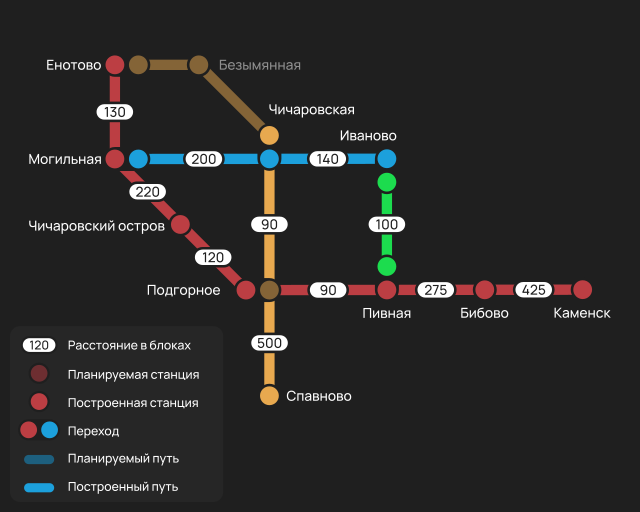 Енотово
Безымянная
130
Чичаровская
Иваново
Могильная
200
140
220
Чичаровский остров
90
100
120
Подгорное
90
275
425
Пивная
Бибово
Каменск
500
Спавново
120
Расстояние в блоках
Планируемая станция
Построенная станция
Переход
Планируемый путь
Построенный путь